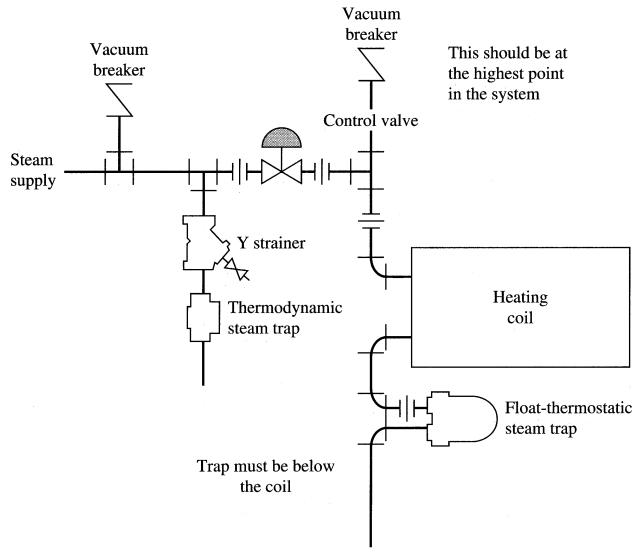 Vacuum
breaker
Vacuum
breaker
This should be at
the highest point
in the system
Control valve
Steam
supply
Y strainer
Thermodynamic
steam trap
Heating
coil
Float-thermostatic
steam trap
Trap must be below
the coil